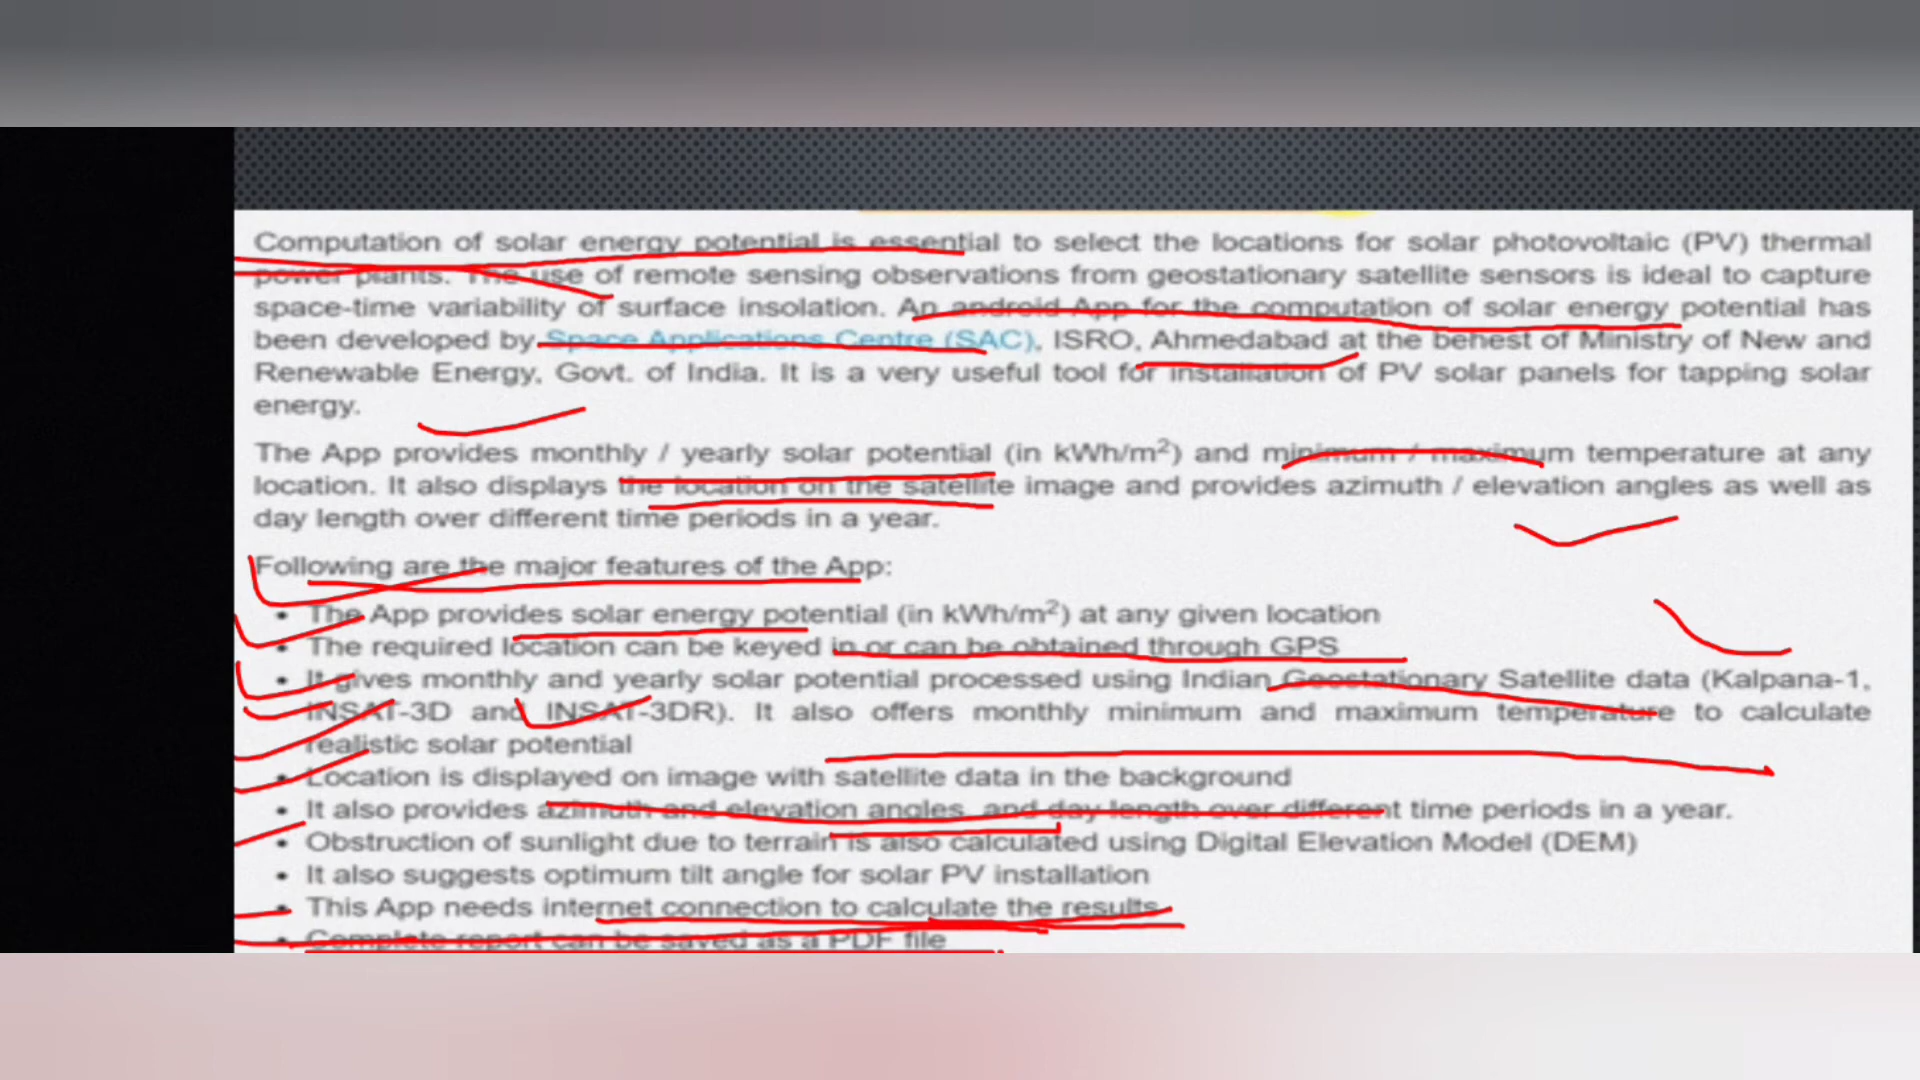 Computation of solar energy potential is essential to select the locations for solar photovoltaic (PV) thermal
power plants. The use of remote sensing observations from geostationary satellite sensors is ideal to capture
space-time variability of surface insolation. An android App for the computation of solar energy potential has
been developed by Space Applications Centre (SAC), ISRO, Ahmedabad at the behest of Ministry of New and
Renewable Energy, Govt. of India. It is a very useful tool for installation of PV solar panels for tapping solar
energy.
The App provides monthly / yearly solar potential (in kWh/m²) and minimum / maximum temperature at any
location. It also displays the location on the satellite image and provides azimuth / elevation angles as well as
day length over different time periods in a year.
Following are the major features of the App:
• The App provides solar energy potential (in kWh/m²) at any given location
• The required location can be keyed in or can be obtained through GPS
• It gives monthly and yearly solar potential processed using Indian Geostationary Satellite data (Kalpana-1,
INSAT-3D and INSAT-3DR). It also offers monthly minimum and maximum temperature to calculate
realistic solar potential
• Location is displayed on image with satellite data in the background
• It also provides azimuth and elevation angles, and day length over different time periods in a year.
• Obstruction of sunlight due to terrain is also calculated using Digital Elevation Model (DEM)
• It also suggests optimum tilt angle for solar PV installation
• This App needs internet connection to calculate the results.
• Complete report can be saved as a PDF file